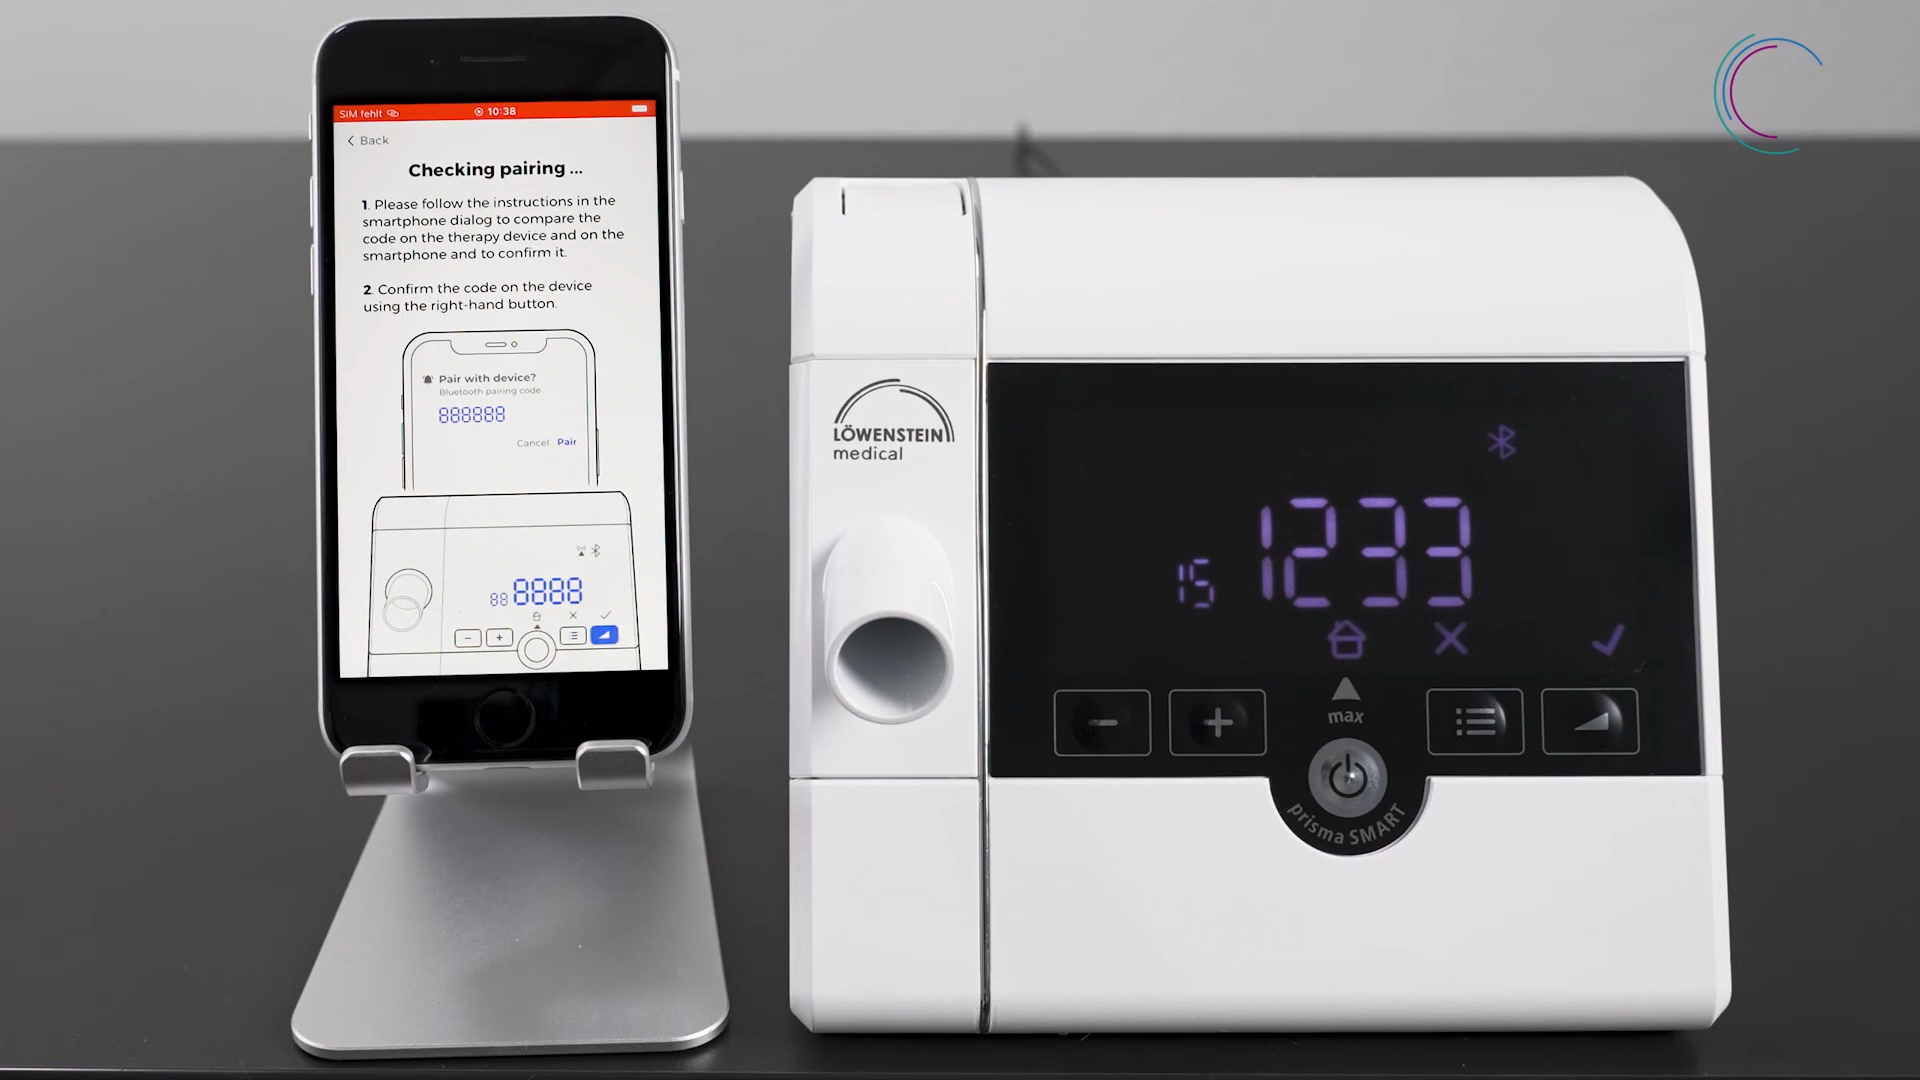 SIM fehlt
10:38
Back
Checking pairing ...
1. Please follow the instructions in the
smartphone dialog to compare the
code on the therapy device and on the
smartphone and to confirm it.
2. Confirm the code on the device
using the right-hand button.
Pair with device?
Bluetooth pairing code
888888
Cancel Pair
88 8888
LÖWENSTEIN
medical
15 1233
max
prisma SMART